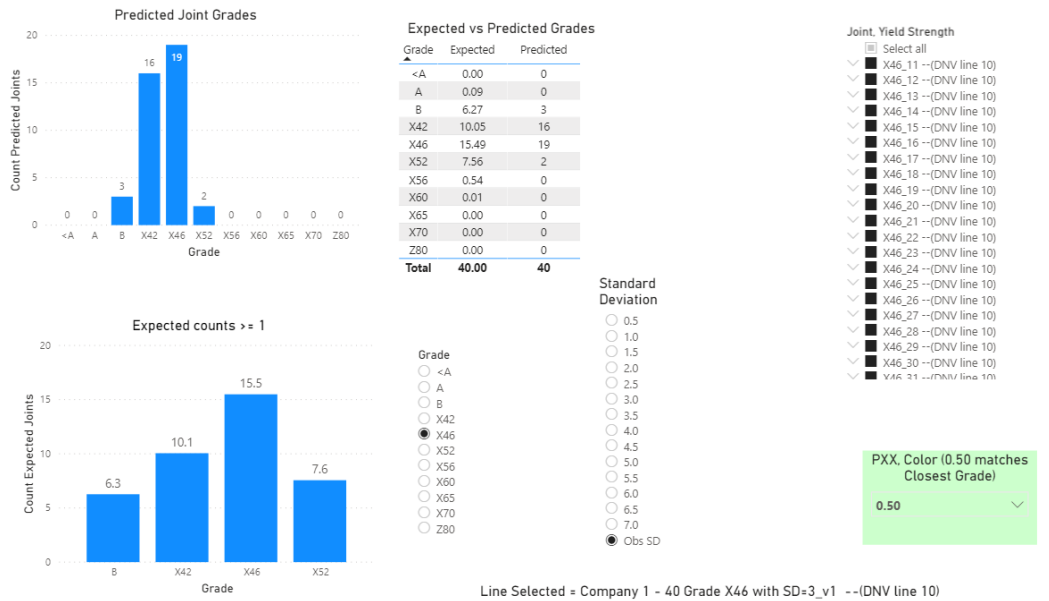 Predicted Joint Grades
Count Predicted Joints
20
15
10
5
0
0 0 3 16 19 2 0 0 0 0 0
<A A B X42 X46 X52 X56 X60 X65 X70 Z80
Grade
Expected vs Predicted Grades
Grade Expected Predicted
<A 0.00 0
A 0.09 0
B 6.27 3
X42 10.05 16
X46 15.49 19
X52 7.56 2
X56 0.54 0
X60 0.01 0
X65 0.00 0
X70 0.00 0
Z80 0.00 0
Total 40.00 40
Joint, Yield Strength
Select all
X46_11 --(DNV line 10)
X46_12 --(DNV line 10)
X46_13 --(DNV line 10)
X46_14 --(DNV line 10)
X46_15 --(DNV line 10)
X46_16 --(DNV line 10)
X46_17 --(DNV line 10)
X46_18 --(DNV line 10)
X46_19 --(DNV line 10)
X46_20 --(DNV line 10)
X46_21 --(DNV line 10)
X46_22 --(DNV line 10)
X46_23 --(DNV line 10)
X46_24 --(DNV line 10)
X46_25 --(DNV line 10)
X46_26 --(DNV line 10)
X46_27 --(DNV line 10)
X46_28 --(DNV line 10)
X46_29 --(DNV line 10)
X46_30 --(DNV line 10)
X46_31 --(DNV line 10)
Expected counts >= 1
Count Expected Joints
20
15
10
5
0
6.3 10.1 15.5 7.6
B X42 X46 X52
Grade
Grade
<A
A
B
X42
X46
X52
X56
X60
X65
X70
Z80
Standard
Deviation
0.5
1.0
1.5
2.0
2.5
3.0
3.5
4.0
4.5
5.0
5.5
6.0
6.5
7.0
Obs SD
PXX, Color (0.50 matches
Closest Grade)
0.50
Line Selected = Company 1 - 40 Grade X46 with SD=3_v1 --(DNV line 10)